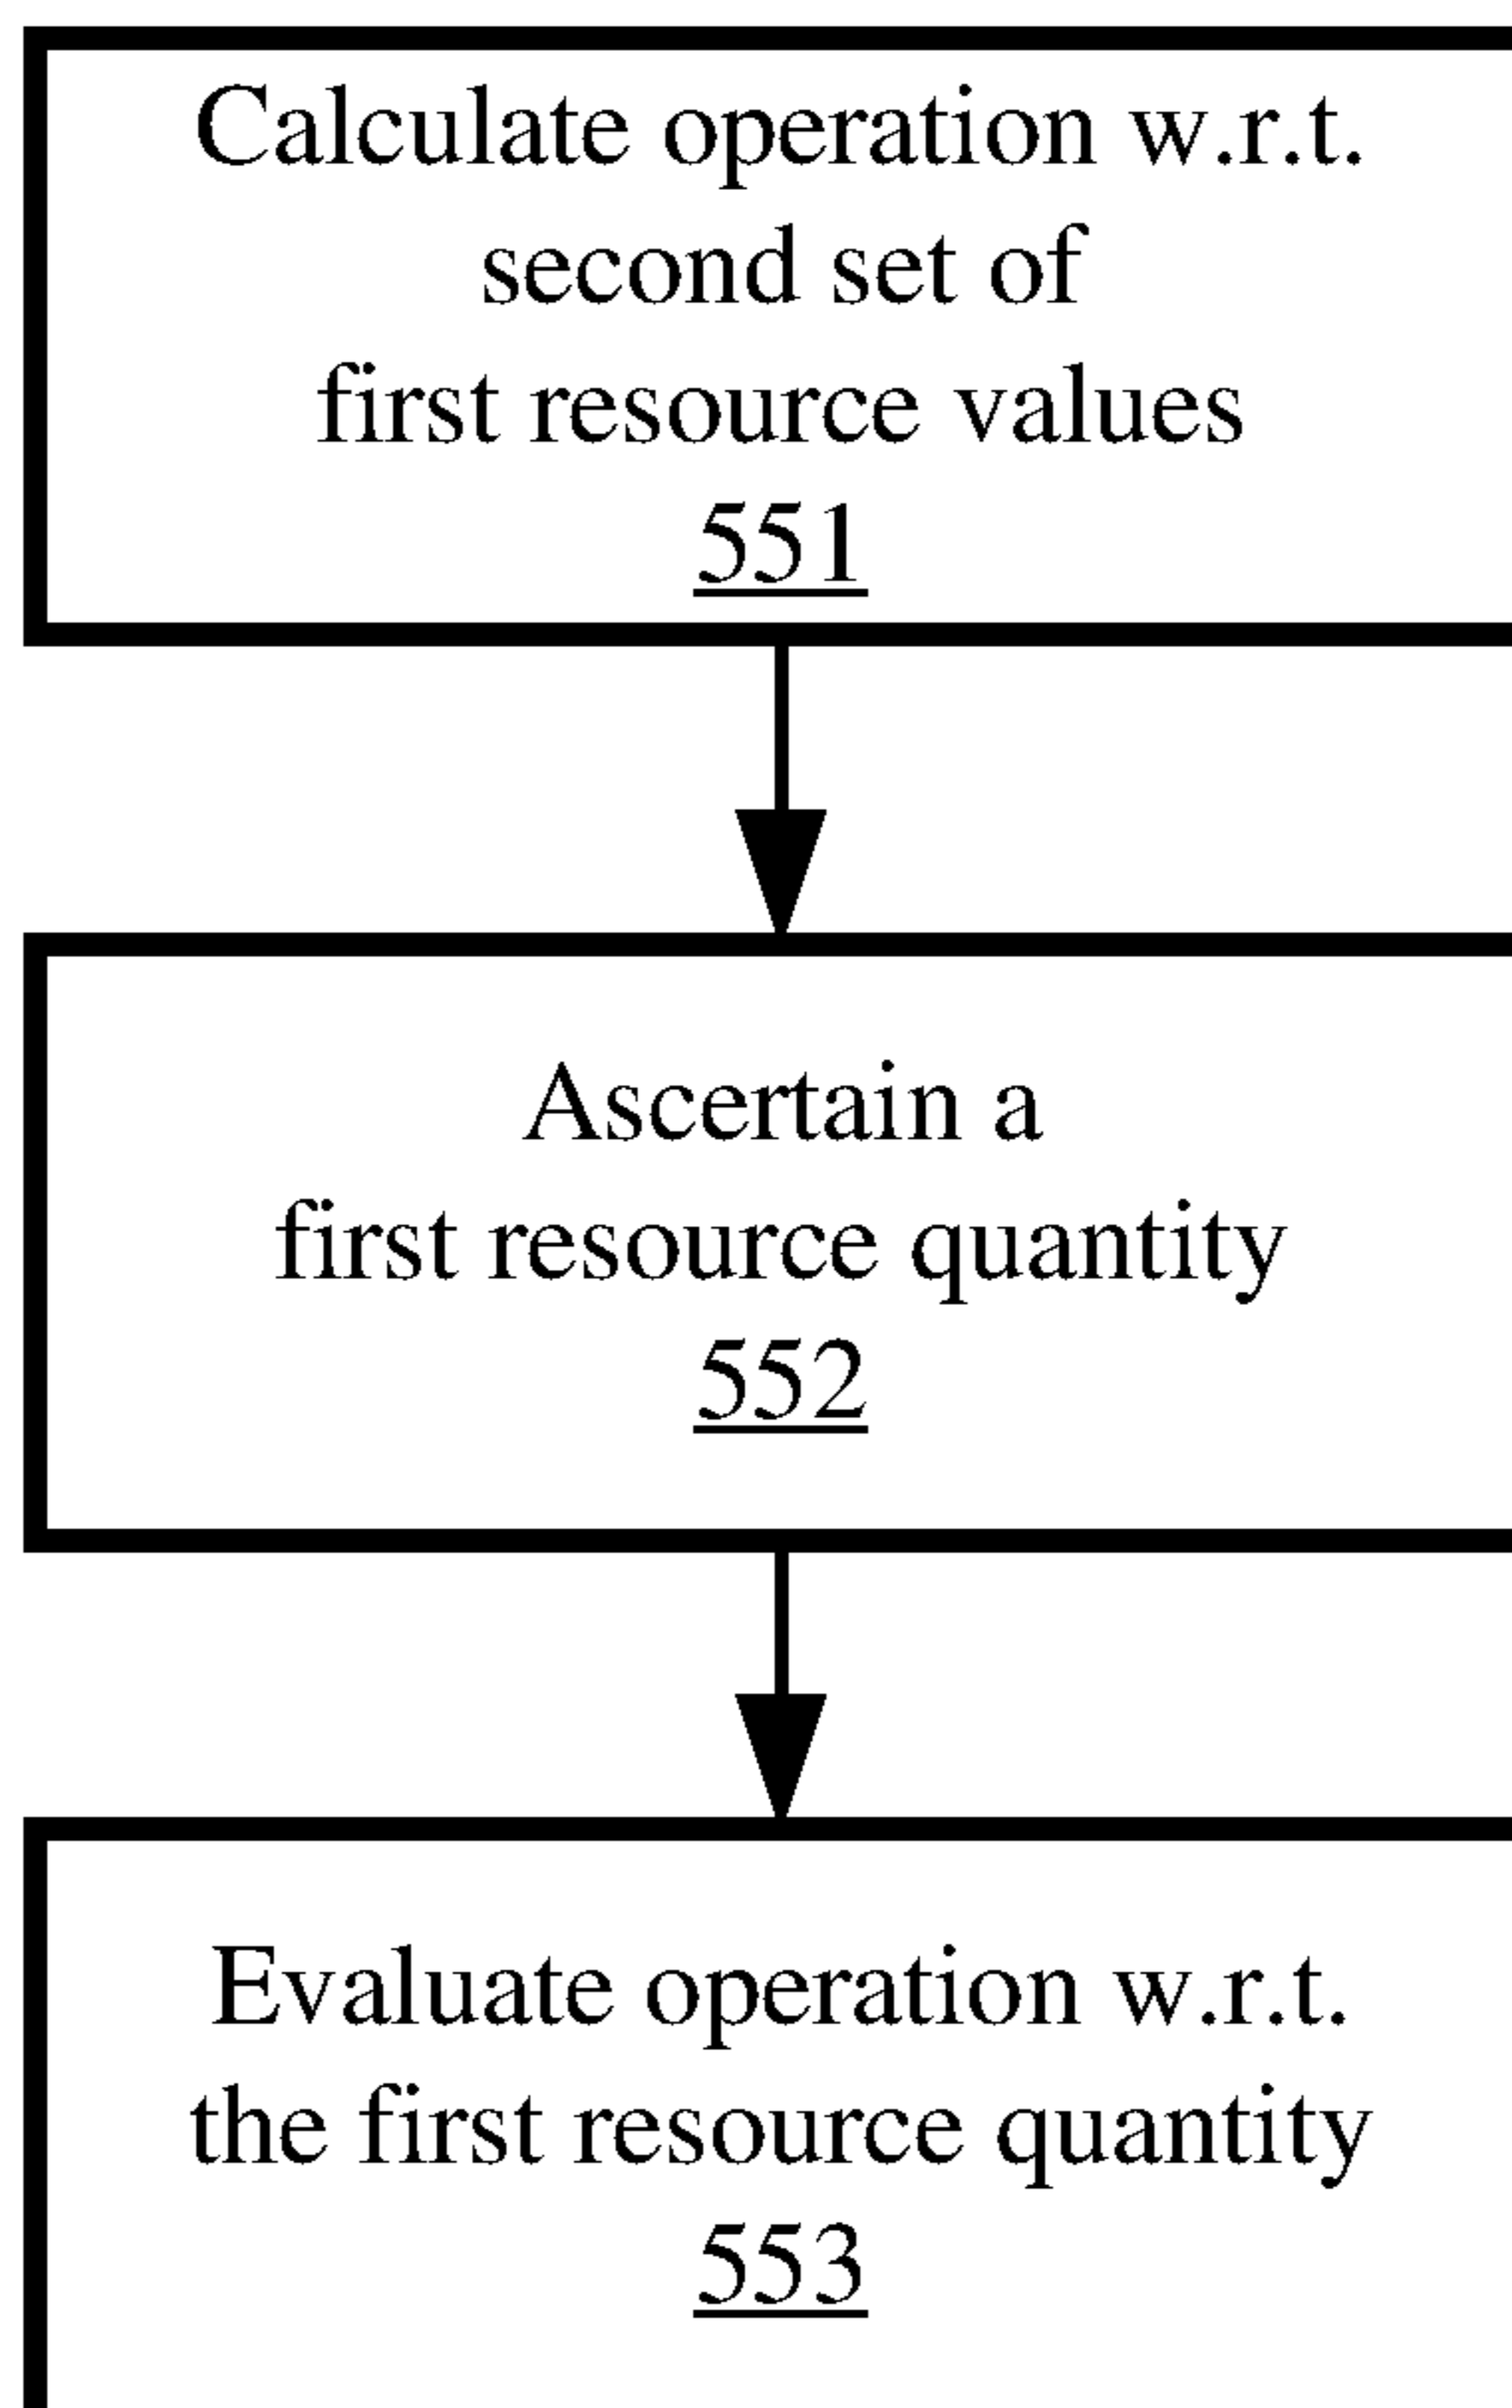 Calculate operation w.r.t.
second set of
first resource values
551
Ascertain a
first resource quantity
552
Evaluate operation w.r.t.
the first resource quantity
553